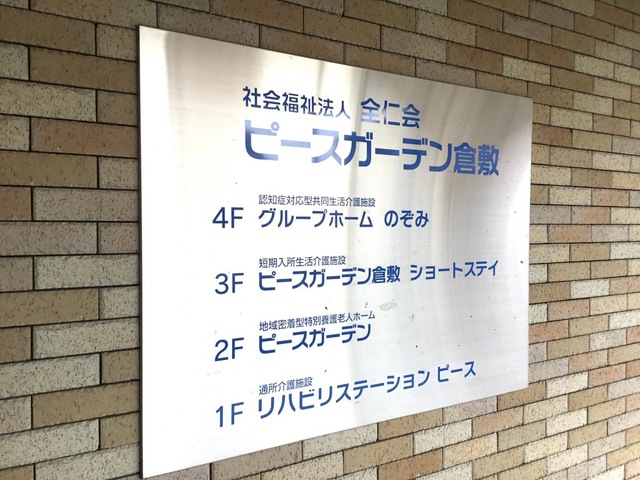 社会福祉法人 全仁会
ピースガーデン倉敷
認知症対応型共同生活介護施設
4F グループホーム のぞみ
短期入所生活介護施設
3F ピースガーデン倉敷 ショートステイ
地域密着型特別養護老人ホーム
2F ピースガーデン
通所介護施設
1F リハビリステーション ピース